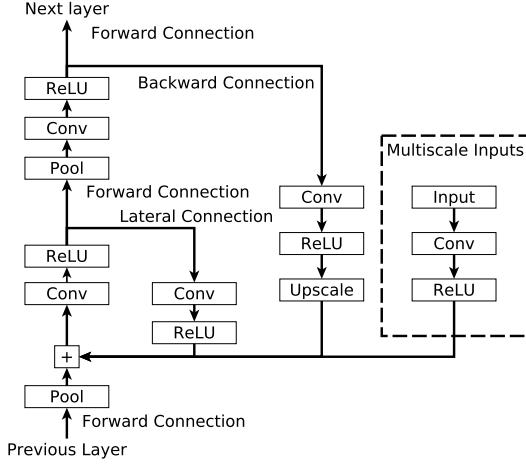 Next layer
Forward Connection
Backward Connection
ReLU
Conv
Pool
Forward Connection
Lateral Connection
ReLU
Conv
Conv
ReLU
Conv
ReLU
Upscale
Multiscale Inputs
Input
Conv
ReLU
+
Pool
Forward Connection
Previous Layer